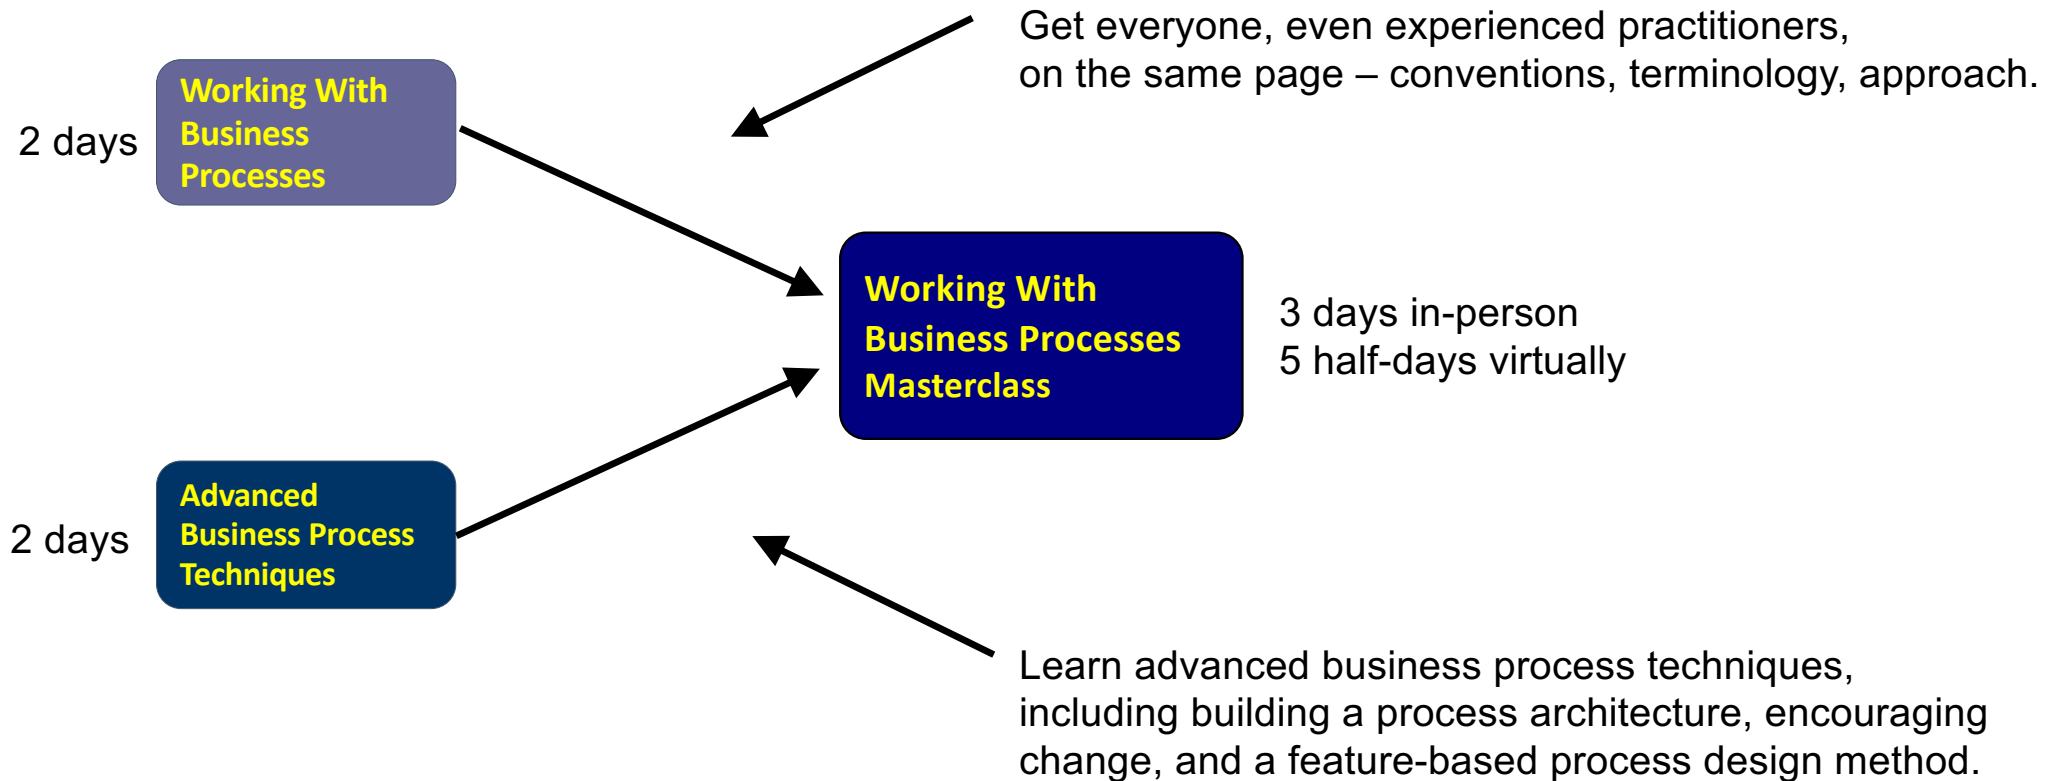 Get everyone, even experienced practitioners,
on the same page – conventions, terminology, approach.
2 days
Working With
Business
Processes
Working With
Business Processes
Masterclass
3 days in-person
5 half-days virtually
2 days
Advanced
Business Process
Techniques
Learn advanced business process techniques,
including building a process architecture, encouraging
change, and a feature-based process design method.